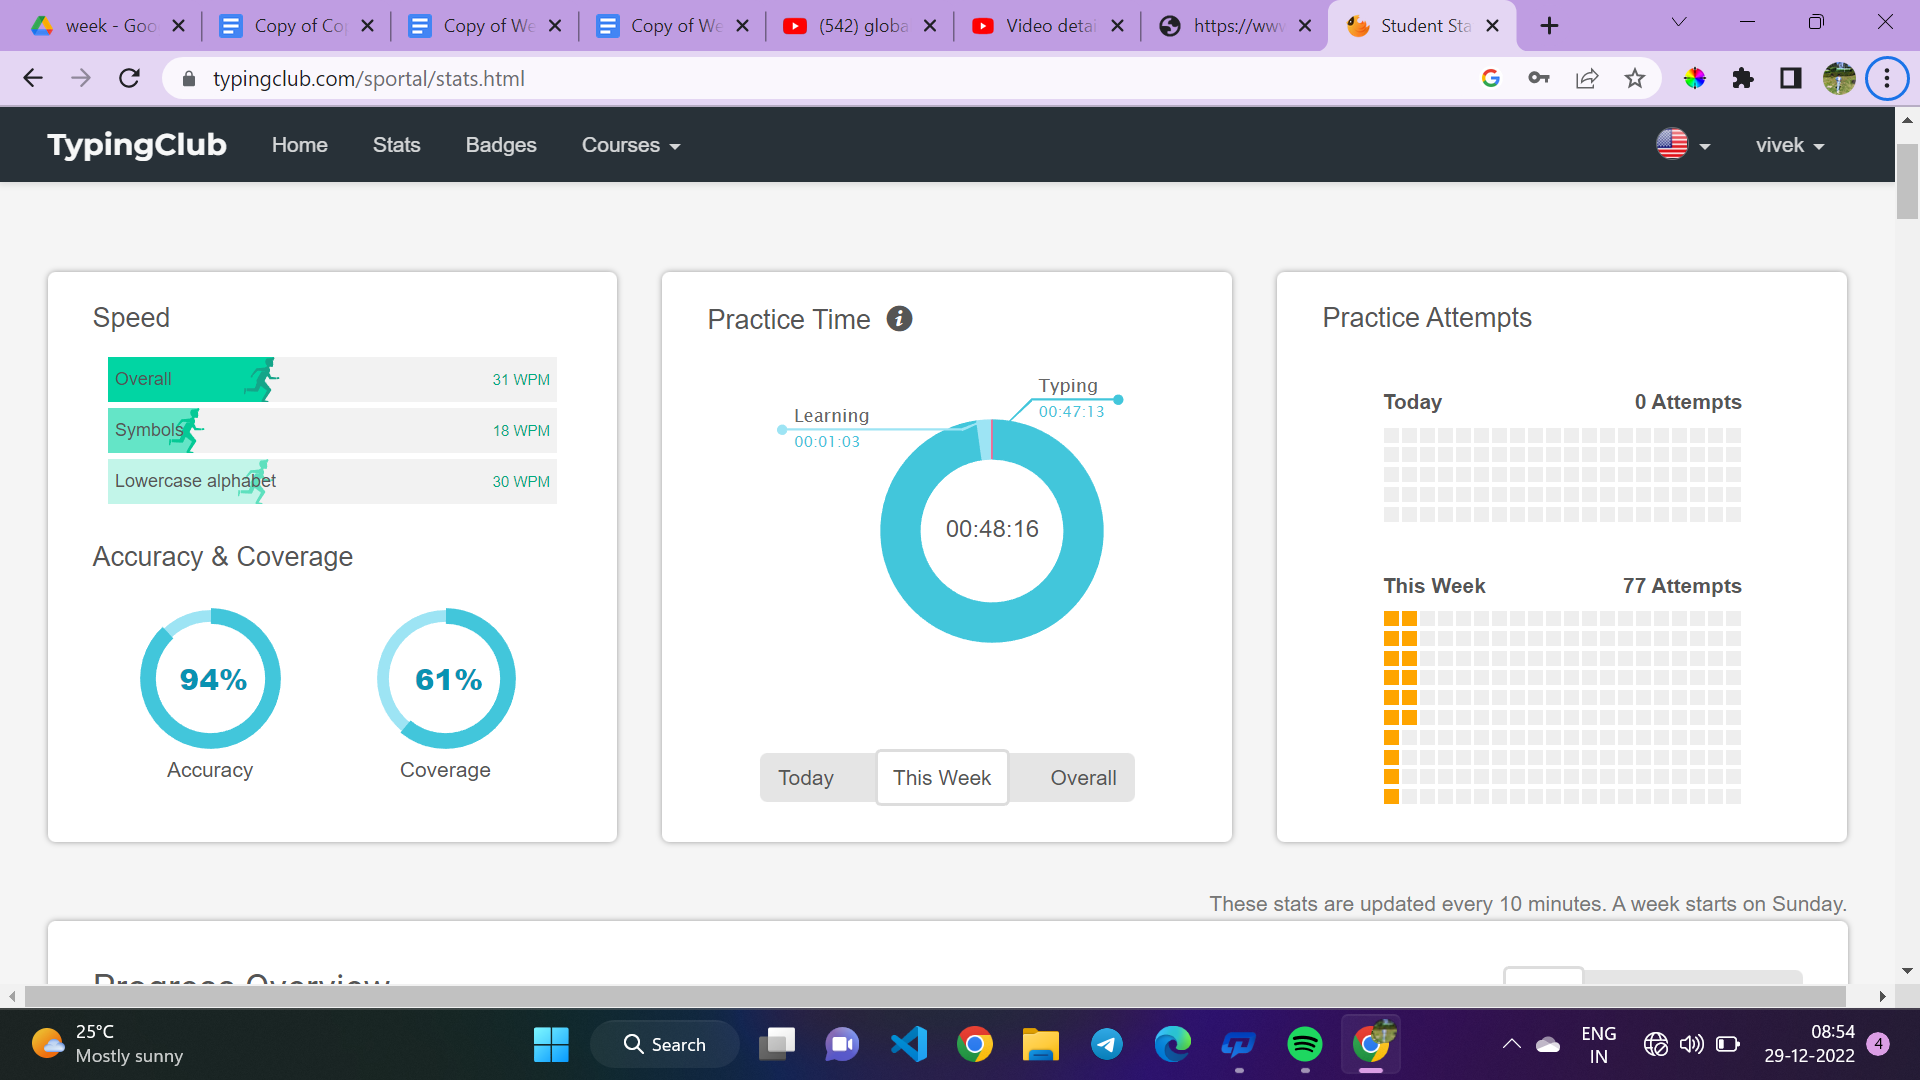 week - Goo
Copy of Co
Copy of We
Copy of We
(542) globa
Video detai
https://www
Student Sta
typingclub.com/sportal/stats.html
TypingClub
Home
Stats
Badges
Courses
vivek
Speed
Overall
31 WPM
Symbols
18 WPM
Lowercase alphabet
30 WPM
Accuracy & Coverage
94%
61%
Accuracy
Coverage
Practice Time
Typing
00:47:13
Learning
00:01:03
00:48:16
Today
This Week
Overall
Practice Attempts
Today
0 Attempts
This Week
77 Attempts
These stats are updated every 10 minutes. A week starts on Sunday.
Progress Overview
25°C
Mostly sunny
Search
ENG
IN
08:54
29-12-2022
4